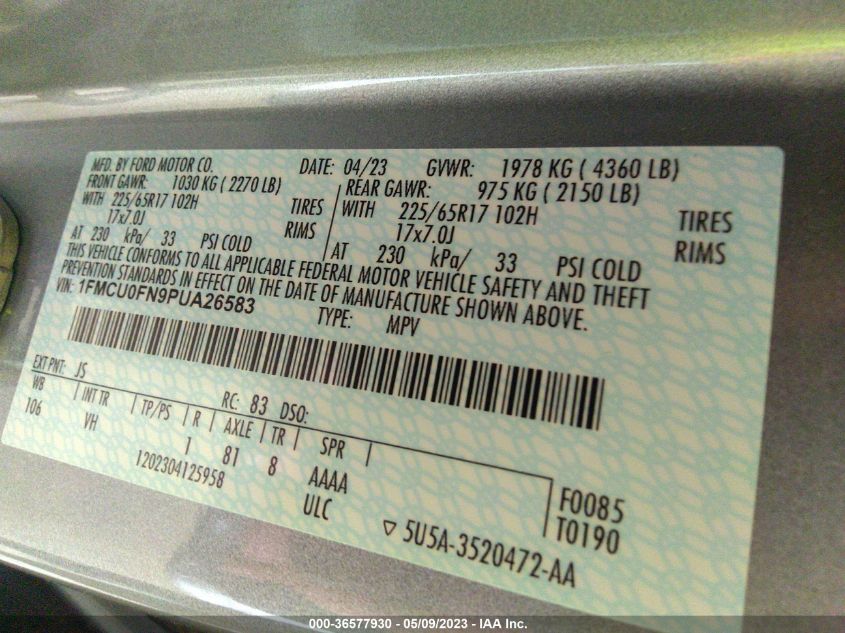 MFD. BY FORD MOTOR CO. DATE: 04/23 GVWR: 1978 KG ( 4360 LB)
FRONT GAWR: 1030 KG ( 2270 LB) REAR GAWR: 975 KG ( 2150 LB)
WITH 225/65R17 102H TIRES WITH 225/65R17 102H TIRES
17x7.0J RIMS 17x7.0J RIMS
AT 230 kPa/ 33 PSI COLD AT 230 kPa/ 33 PSI COLD
THIS VEHICLE CONFORMS TO ALL APPLICABLE FEDERAL MOTOR VEHICLE SAFETY AND THEFT
PREVENTION STANDARDS IN EFFECT ON THE DATE OF MANUFACTURE SHOWN ABOVE.
VIN: 1FMCU0FN9PUA26583 TYPE: MPV
EXT PNT: JS RC: 83 DSO:
WB INT TR TP/PS R AXLE TR SPR
106 VH 1 81 8 AAAA F0085
1202304125958 ULC T0190
5U5A-3520472-AA
000-36577930 - 05/09/2023 - IAA Inc.